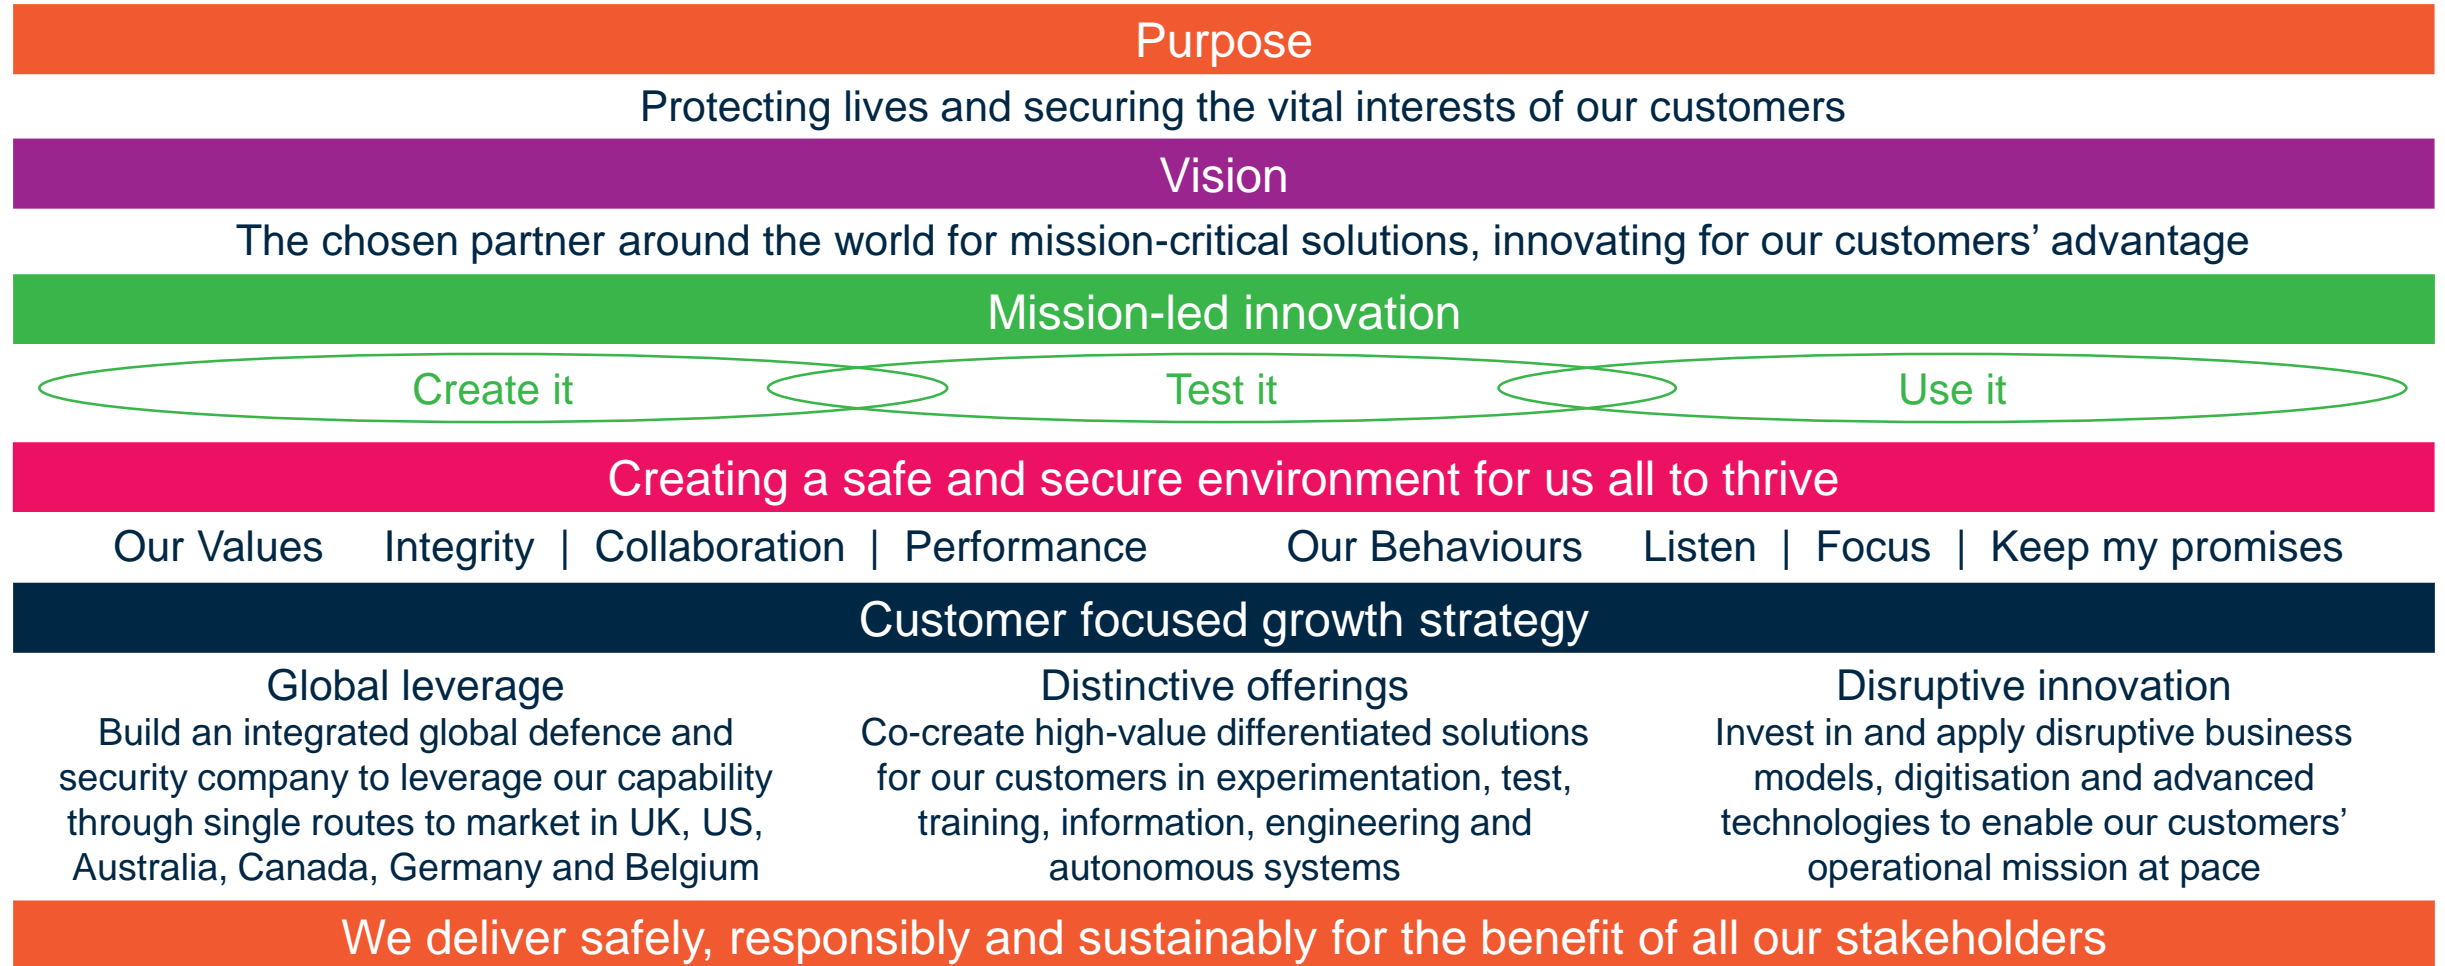 Purpose
Protecting lives and securing the vital interests of our customers
Vision
The chosen partner around the world for mission-critical solutions, innovating for our customers’ advantage
Mission-led innovation
Create it
Test it
Use it
Creating a safe and secure environment for us all to thrive
Our Values Integrity | Collaboration | Performance
Our Behaviours Listen | Focus | Keep my promises
Customer focused growth strategy
Global leverage
Build an integrated global defence and
security company to leverage our capability
through single routes to market in UK, US,
Australia, Canada, Germany and Belgium
Distinctive offerings
Co-create high-value differentiated solutions
for our customers in experimentation, test,
training, information, engineering and
autonomous systems
Disruptive innovation
Invest in and apply disruptive business
models, digitisation and advanced
technologies to enable our customers’
operational mission at pace
We deliver safely, responsibly and sustainably for the benefit of all our stakeholders